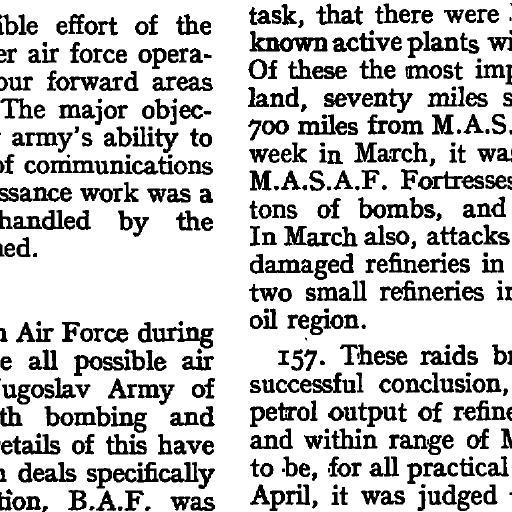 ible effort of the
er air force opera-
our forward areas
The major objec-
army's ability to
of communications
ssance work was a
handled by the
ned.
Air Force during
e all possible air
ugoslav Army of
th bombing and
etails of this have
deals specifically
tion, B.A.F. was
task, that there were
known active plants wi
Of these the most imp
land, seventy miles s
700 miles from M.A.S.
week in March, it was
M.A.S.A.F. Fortresses
tons of bombs, and
In March also, attacks
damaged refineries in
two small refineries in
oil region.
157. These raids br
successful conclusion,
petrol output of refine
and within range of M
to be, for all practical
April, it was judged